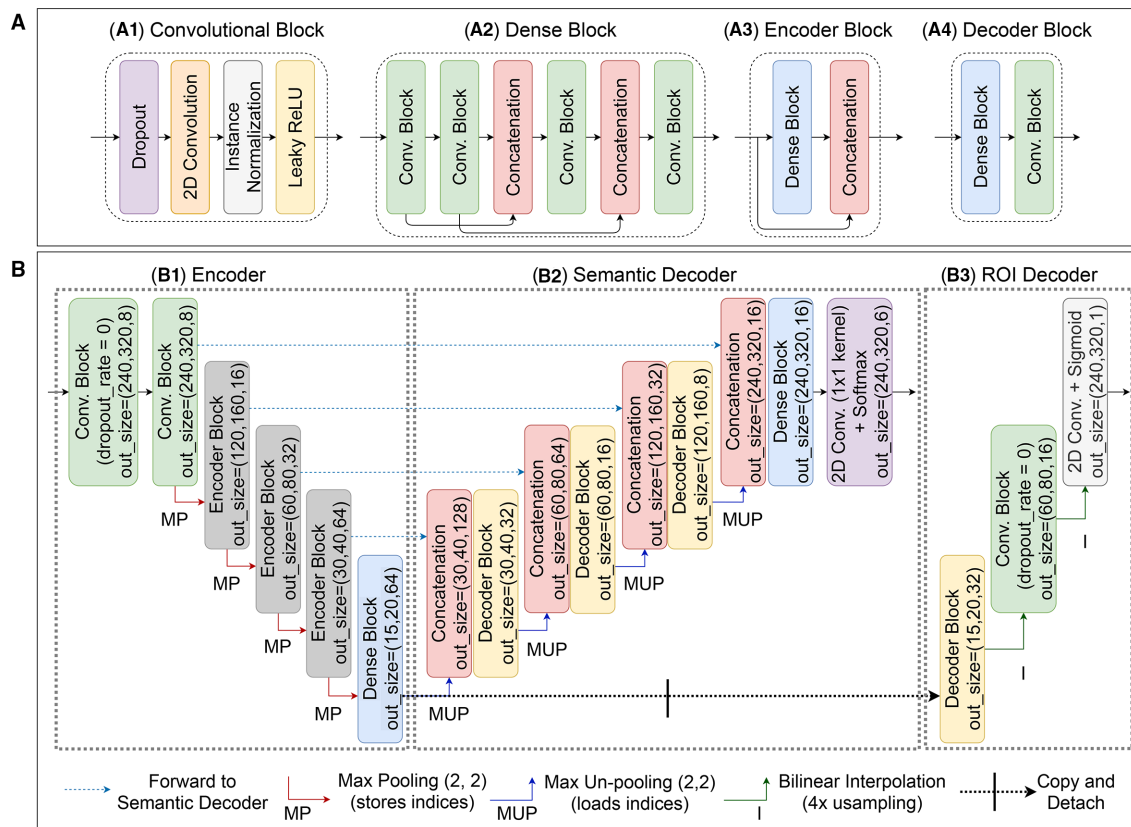 A
(A1) Convolutional Block
(A2) Dense Block
(A3) Encoder Block
(A4) Decoder Block
Dropout
2D Convolution
Instance
Normalization
Leaky ReLU
Conv. Block
Conv. Block
Concatenation
Conv. Block
Concatenation
Conv. Block
Dense Block
Concatenation
Dense Block
Conv. Block
B
(B1) Encoder
(B2) Semantic Decoder
(B3) ROI Decoder
Conv. Block
(dropout_rate = 0)
out_size=(240,320,8)
Conv. Block
out_size=(240,320,8)
MP
Encoder Block
out_size=(120,160,16)
MP
Encoder Block
out_size=(60,80,32)
MP
Encoder Block
out_size=(30,40,64)
MP
Dense Block
out_size=(15,20,64)
MUP
Concatenation
out_size=(30,40,128)
Decoder Block
out_size=(30,40,32)
MUP
Concatenation
out_size=(60,80,64)
Decoder Block
out_size=(60,80,16)
MUP
Concatenation
out_size=(120,160,32)
Decoder Block
out_size=(120,160,8)
MUP
Concatenation
out_size=(240,320,16)
Dense Block
out_size=(240,320,16)
2D Conv. (1x1 kernel)
+ Softmax
out_size=(240,320,6)
Decoder Block
out_size=(15,20,32)
I
Conv. Block
(dropout_rate = 0)
out_size=(60,80,16)
I
2D Conv. + Sigmoid
out_size=(240,320,1)
Forward to
Semantic Decoder
MP
Max Pooling (2, 2)
(stores indices)
MUP
Max Un-pooling (2,2)
(loads indices)
I
Bilinear Interpolation
(4x usampling)
Copy and
Detach